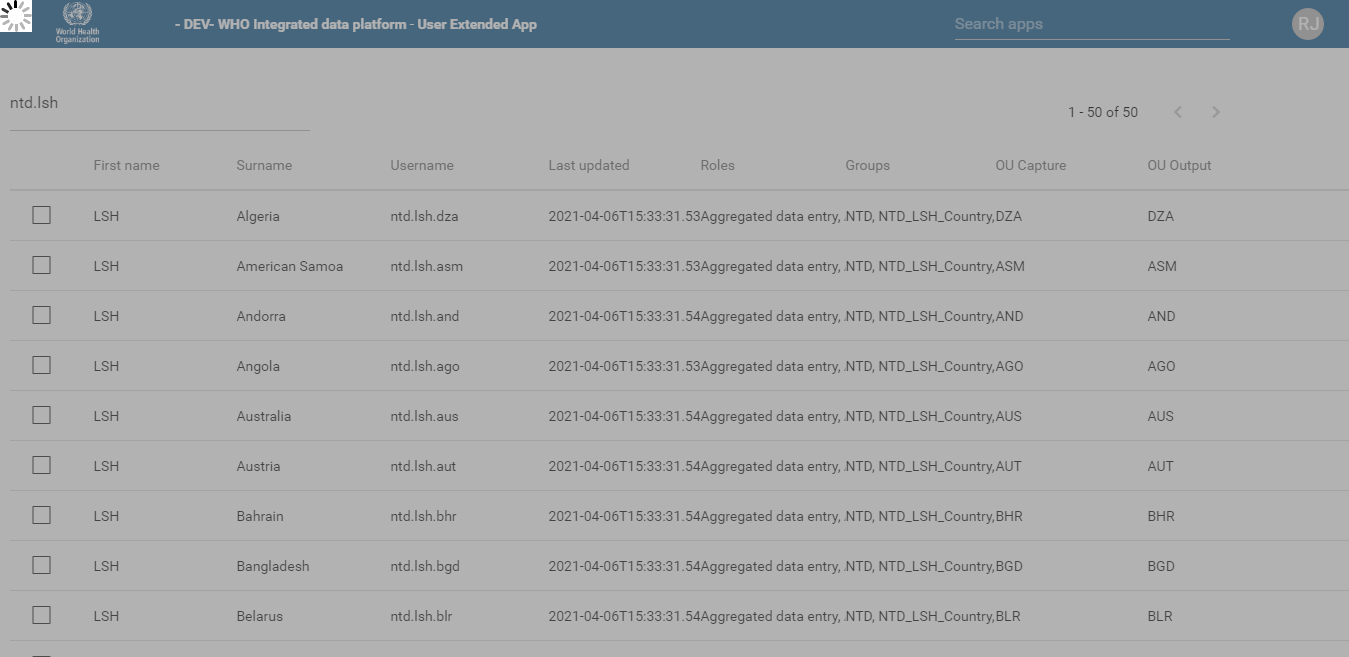 World Health
Organization
- DEV- WHO Integrated data platform - User Extended App
Search apps
RJ
ntd.lsh
1 - 50 of 50
First name Surname Username Last updated Roles Groups OU Capture OU Output
LSH Algeria ntd.lsh.dza 2021-04-06T15:33:31.53 Aggregated data entry, . NTD, NTD_LSH_Country, DZA DZA
LSH American Samoa ntd.lsh.asm 2021-04-06T15:33:31.53 Aggregated data entry, . NTD, NTD_LSH_Country, ASM ASM
LSH Andorra ntd.lsh.and 2021-04-06T15:33:31.54 Aggregated data entry, . NTD, NTD_LSH_Country, AND AND
LSH Angola ntd.lsh.ago 2021-04-06T15:33:31.53 Aggregated data entry, . NTD, NTD_LSH_Country, AGO AGO
LSH Australia ntd.lsh.aus 2021-04-06T15:33:31.54 Aggregated data entry, . NTD, NTD_LSH_Country, AUS AUS
LSH Austria ntd.lsh.aut 2021-04-06T15:33:31.54 Aggregated data entry, . NTD, NTD_LSH_Country, AUT AUT
LSH Bahrain ntd.lsh.bhr 2021-04-06T15:33:31.54 Aggregated data entry, . NTD, NTD_LSH_Country, BHR BHR
LSH Bangladesh ntd.lsh.bgd 2021-04-06T15:33:31.54 Aggregated data entry, . NTD, NTD_LSH_Country, BGD BGD
LSH Belarus ntd.lsh.blr 2021-04-06T15:33:31.54 Aggregated data entry, . NTD, NTD_LSH_Country, BLR BLR